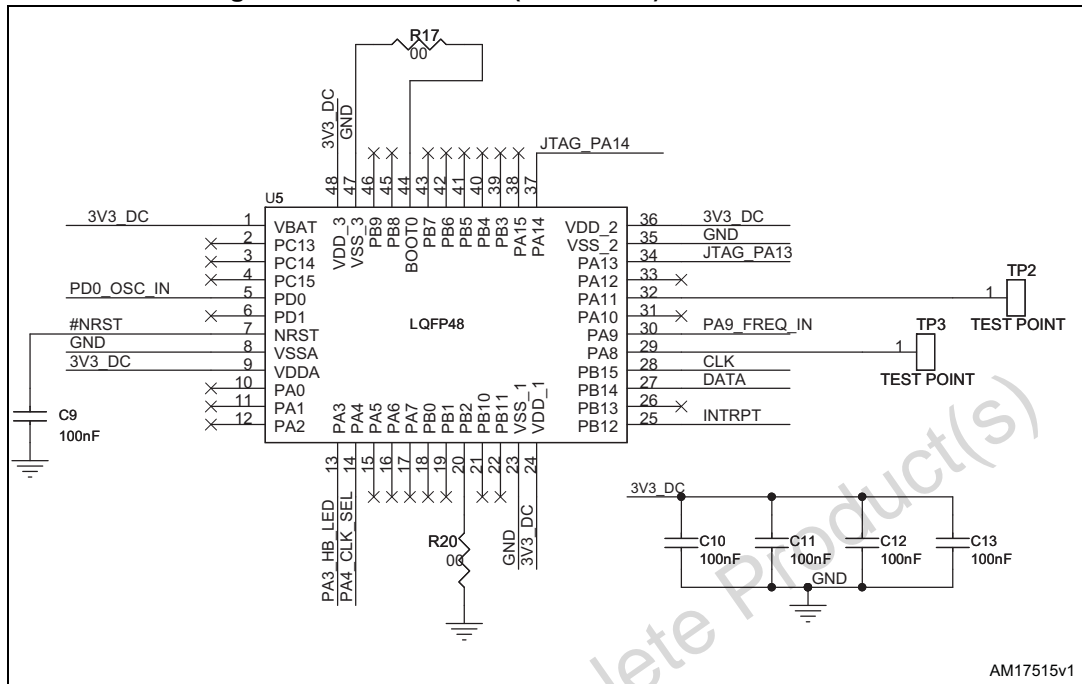 R17
00
3V3_DC
GND
JTAG_PA14
48
47
46
45
44
43
42
41
40
39
38
37
U5
VDD_3
VSS_3
PB9
PB8
BOOT0
PB7
PB6
PB5
PB4
PB3
PA15
PA14
3V3_DC 1 VBAT
2 PC13
3 PC14
4 PC15
PD0_OSC_IN 5 PD0
6 PD1
#NRST 7 NRST
GND 8 VSSA
3V3_DC 9 VDDA
10 PA0
11 PA1
12 PA2
LQFP48
VDD_2 36 3V3_DC
VSS_2 35 GND
PA13 34 JTAG_PA13
PA12 33
PA11 32
PA10 31
PA9 30 PA9_FREQ_IN
PA8 29
PB15 28 CLK
PB14 27 DATA
PB13 26
PB12 25 INTRPT
TP2
1
TEST POINT
TP3
1
TEST POINT
C9
100nF
PA3
PA4
PA5
PA6
PA7
PB0
PB1
PB2
PB10
PB11
VSS_1
VDD_1
13
14
15
16
17
18
19
20
21
22
23
24
PA3_HB_LED
PA4_CLK_SEL
R20
00
GND
3V3_DC
3V3_DC
C10
100nF
C11
100nF
C12
100nF
C13
100nF
GND
lete Product(s)
AM17515v1